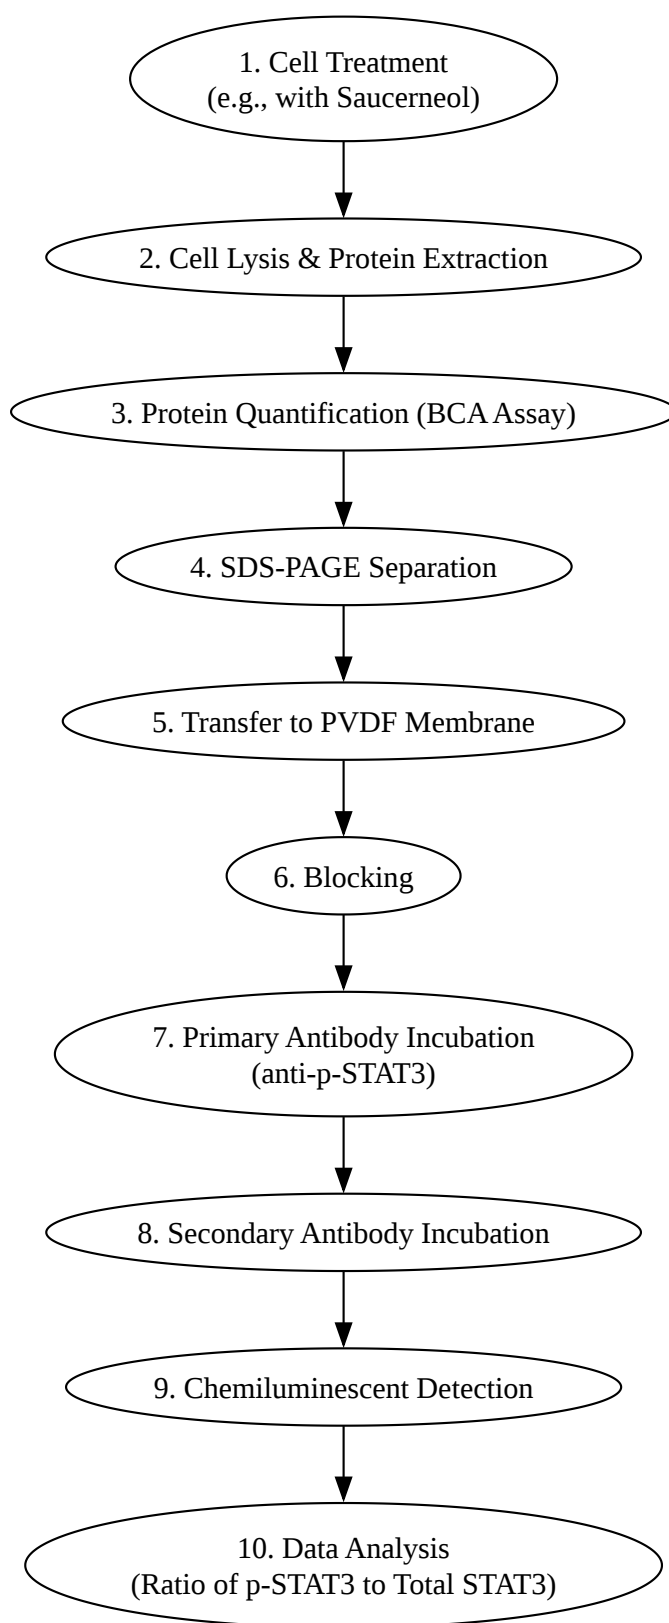 1. Cell Treatment
(e.g., with Saucerneol)
2. Cell Lysis & Protein Extraction
3. Protein Quantification (BCA Assay)
4. SDS-PAGE Separation
5. Transfer to PVDF Membrane
6. Blocking
7. Primary Antibody Incubation
(anti-p-STAT3)
8. Secondary Antibody Incubation
9. Chemiluminescent Detection
10. Data Analysis
(Ratio of p-STAT3 to Total STAT3)